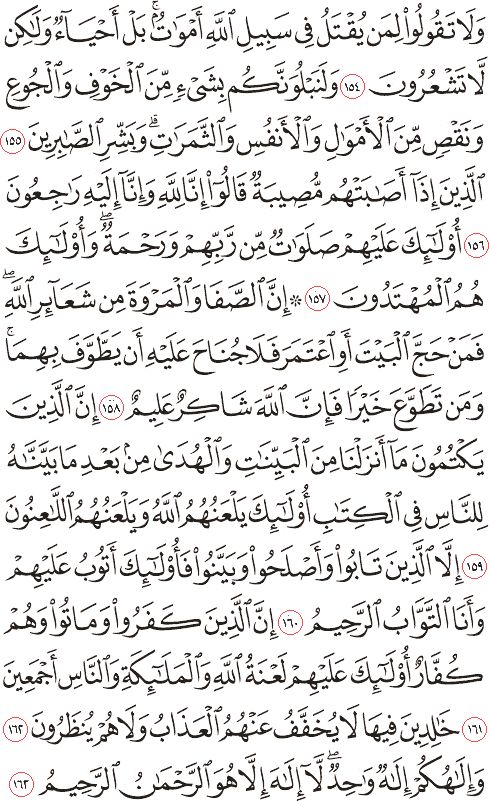 وَلَا تَقُولُوا۟ لِمَن يُقْتَلُ فِى سَبِيلِ ٱللَّهِ أَمْوَٰتٌۢ ۚ بَلْ أَحْيَآءٌ وَلَٰكِن
لَّا تَشْعُرُونَ ١٥٤ وَلَنَبْلُوَنَّكُم بِشَىْءٍ مِّنَ ٱلْخَوْفِ وَٱلْجُوعِ
وَنَقْصٍ مِّنَ ٱلْأَمْوَٰلِ وَٱلْأَنفُسِ وَٱلثَّمَرَٰتِ ۗ وَبَشِّرِ ٱلصَّٰبِرِينَ ١٥٥
ٱلَّذِينَ إِذَآ أَصَٰبَتْهُم مُّصِيبَةٌ قَالُوٓا۟ إِنَّا لِلَّهِ وَإِنَّآ إِلَيْهِ رَٰجِعُونَ
١٥٦ أُو۟لَٰٓئِكَ عَلَيْهِمْ صَلَوَٰتٌ مِّن رَّبِّهِمْ وَرَحْمَةٌ ۖ وَأُو۟لَٰٓئِكَ
هُمُ ٱلْمُهْتَدُونَ ١٥٧ ۞ إِنَّ ٱلصَّفَا وَٱلْمَرْوَةَ مِن شَعَآئِرِ ٱللَّهِ ۖ
فَمَنْ حَجَّ ٱلْبَيْتَ أَوِ ٱعْتَمَرَ فَلَا جُنَاحَ عَلَيْهِ أَن يَطَّوَّفَ بِهِمَا ۚ
وَمَن تَطَوَّعَ خَيْرًا فَإِنَّ ٱللَّهَ شَاكِرٌ عَلِيمٌ ١٥٨ إِنَّ ٱلَّذِينَ
يَكْتُمُونَ مَآ أَنزَلْنَا مِنَ ٱلْبَيِّنَٰتِ وَٱلْهُدَىٰ مِنۢ بَعْدِ مَا بَيَّنَّٰهُ
لِلنَّاسِ فِى ٱلْكِتَٰبِ أُو۟لَٰٓئِكَ يَلْعَنُهُمُ ٱللَّهُ وَيَلْعَنُهُمُ ٱللَّٰعِنُونَ
١٥٩ إِلَّا ٱلَّذِينَ تَابُوا۟ وَأَصْلَحُوا۟ وَبَيَّنُوا۟ فَأُو۟لَٰٓئِكَ أَتُوبُ عَلَيْهِمْ
وَأَنَا ٱلتَّوَّابُ ٱلرَّحِيمُ ١٦٠ إِنَّ ٱلَّذِينَ كَفَرُوا۟ وَمَاتُوا۟ وَهُمْ
كُفَّارٌ أُو۟لَٰٓئِكَ عَلَيْهِمْ لَعْنَةُ ٱللَّهِ وَٱلْمَلَٰٓئِكَةِ وَٱلنَّاسِ أَجْمَعِينَ
١٦١ خَٰلِدِينَ فِيهَا لَا يُخَفَّفُ عَنْهُمُ ٱلْعَذَابُ وَلَا هُمْ يُنظَرُونَ ١٦٢
وَإِلَٰهُكُمْ إِلَٰهٌ وَٰحِدٌ ۖ لَّآ إِلَٰهَ إِلَّا هُوَ ٱلرَّحْمَٰنُ ٱلرَّحِيمُ ١٦٣